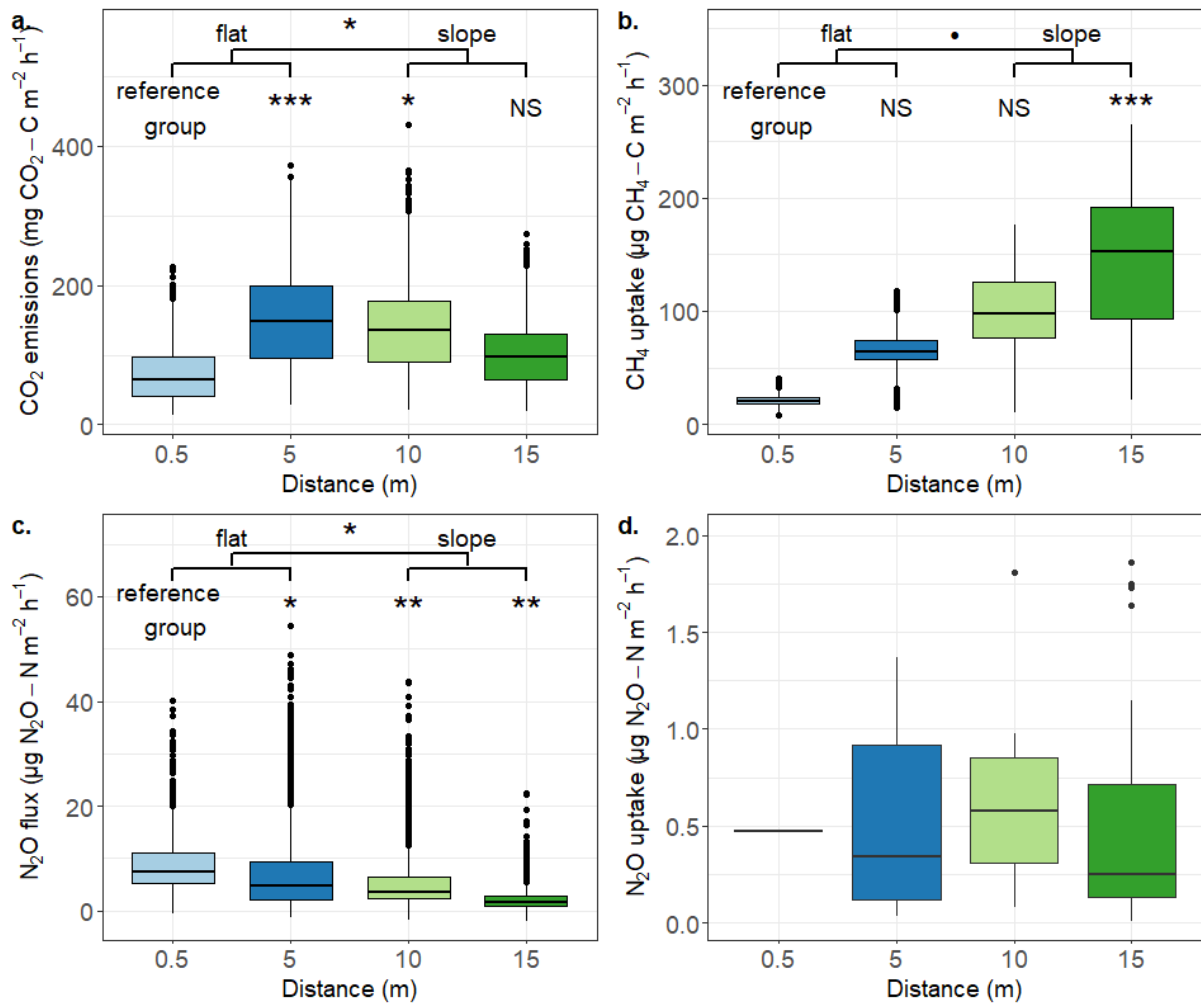 a.
flat * slope
reference *** * NS
group
CO₂ emissions (mg CO₂ − C m⁻² h⁻¹)
400
200
0
0.5 5 10 15
Distance (m)
b.
flat • slope
reference NS NS ***
group
CH₄ uptake (µg CH₄ − C m⁻² h⁻¹)
300
200
100
0
0.5 5 10 15
Distance (m)
c.
flat * slope
reference * ** **
group
N₂O flux (µg N₂O − N m⁻² h⁻¹)
60
40
20
0
0.5 5 10 15
Distance (m)
d.
N₂O uptake (µg N₂O − N m⁻² h⁻¹)
2.0
1.5
1.0
0.5
0.0
0.5 5 10 15
Distance (m)